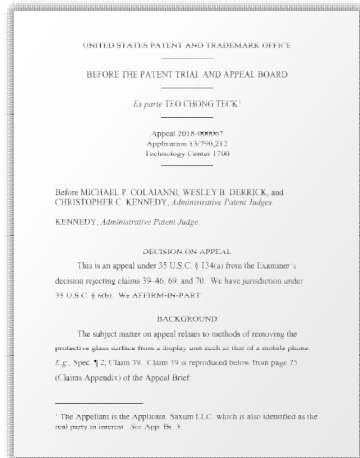 UNITED STATES PATENT AND TRADEMARK OFFICE
BEFORE THE PATENT TRIAL AND APPEAL BOARD
Ex parte TEO CHONG TECK¹
Appeal 2018-000067
Application 13/790,212
Technology Center 1700
Before MICHAEL P. COLAIANNI, WESLEY B. DERRICK, and
CHRISTOPHER C. KENNEDY, Administrative Patent Judges.
KENNEDY, Administrative Patent Judge.
DECISION ON APPEAL
This is an appeal under 35 U.S.C. § 134(a) from the Examiner's
decision rejecting claims 39–46, 69, and 70. We have jurisdiction under
35 U.S.C. § 6(b). We AFFIRM-IN-PART
BACKGROUND
The subject matter on appeal relates to methods of removing the
protective glass surface from a display unit such as that of a mobile phone.
E.g., Spec. ¶ 2; Claim 39. Claim 39 is reproduced below from page 25
(Claims Appendix) of the Appeal Brief:
¹ The Appellant is the Applicant, Saxum LLC, which is also identified as the
real party in interest. See App. Br. 3.